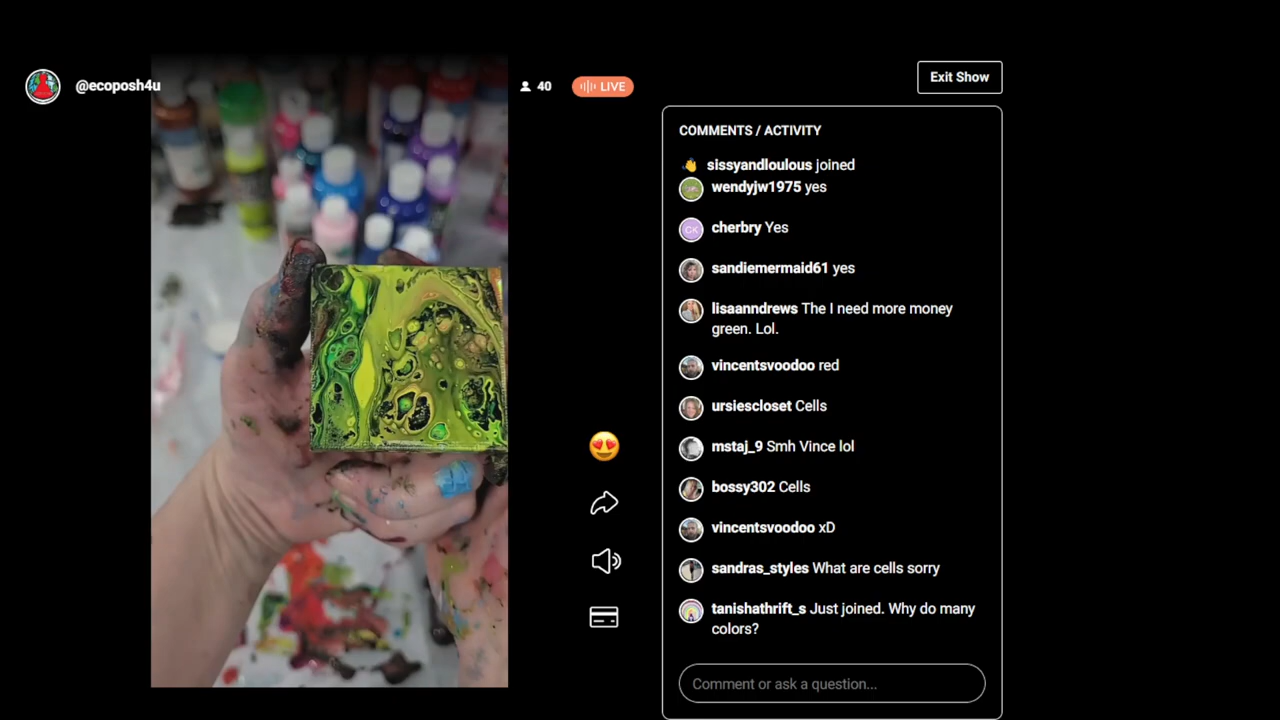 @ecoposh4u
40
LIVE
Exit Show
COMMENTS / ACTIVITY
sissyandloulous joined
wendyjw1975 yes
CK
cherbry Yes
sandiemermaid61 yes
lisaanndrews The I need more money
green. Lol.
vincentsvoodoo red
ursiescloset Cells
mstaj_9 Smh Vince lol
bossy302 Cells
vincentsvoodoo xD
sandras_styles What are cells sorry
tanishathrift_s Just joined. Why do many
colors?
Comment or ask a question...